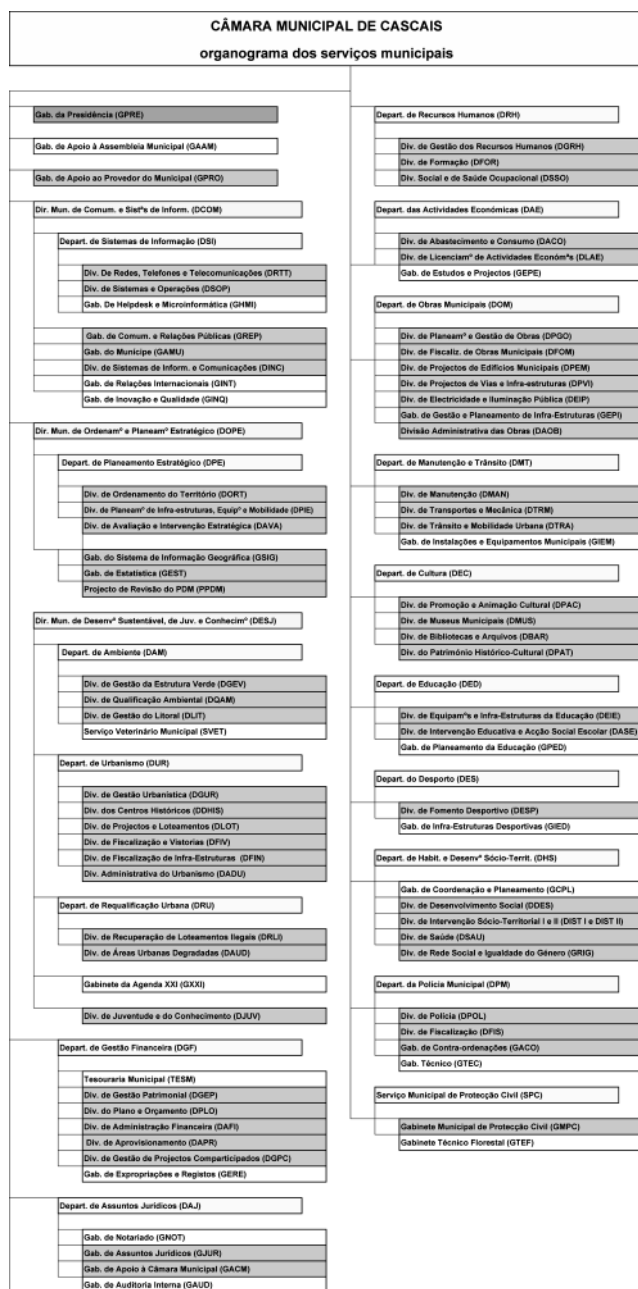 CÂMARA MUNICIPAL DE CASCAIS
organograma dos serviços municipais
Gab. da Presidência (GPRE)
Gab. de Apoio à Assembleia Municipal (GAAM)
Gab. de Apoio ao Provedor do Municipal (GPRO)
Dir. Mun. de Comum. e Sistªs de Inform. (DCOM)
Depart. de Sistemas de Informação (DSI)
Div. De Redes, Telefones e Telecomunicações (DRTT)
Div. de Sistemas e Operações (DSOP)
Gab. De Helpdesk e Microinformática (GHMI)
Gab. de Comum. e Relações Públicas (GREP)
Gab. do Munícipe (GAMU)
Div. de Sistemas de Inform. e Comunicações (DINC)
Gab. de Relações Internacionais (GINT)
Gab. de Inovação e Qualidade (GINQ)
Dir. Mun. de Ordenamº e Planeamº Estratégico (DOPE)
Depart. de Planeamento Estratégico (DPE)
Div. de Ordenamento do Território (DORT)
Div. de Planeamº de Infra-estruturas, Equipº e Mobilidade (DPIE)
Div. de Avaliação e Intervenção Estratégica (DAVA)
Gab. do Sistema de Informação Geográfica (GSIG)
Gab. de Estatística (GEST)
Projecto de Revisão do PDM (PPDM)
Dir. Mun. de Desenvº Sustentável, de Juv. e Conhecimº (DESJ)
Depart. de Ambiente (DAM)
Div. de Gestão da Estrutura Verde (DGEV)
Div. de Qualificação Ambiental (DQAM)
Div. de Gestão do Litoral (DLIT)
Serviço Veterinário Municipal (SVET)
Depart. de Urbanismo (DUR)
Div. de Gestão Urbanística (DGUR)
Div. dos Centros Históricos (DDHIS)
Div. de Projectos e Loteamentos (DLOT)
Div. de Fiscalização e Vistorias (DFIV)
Div. de Fiscalização de Infra-Estruturas (DFIN)
Div. Administrativa do Urbanismo (DADU)
Depart. de Requalificação Urbana (DRU)
Div. de Recuperação de Loteamentos Ilegais (DRLI)
Div. de Áreas Urbanas Degradadas (DAUD)
Gabinete da Agenda XXI (GXXI)
Div. de Juventude e do Conhecimento (DJUV)
Depart. de Gestão Financeira (DGF)
Tesouraria Municipal (TESM)
Div. de Gestão Patrimonial (DGEP)
Div. do Plano e Orçamento (DPLO)
Div. de Administração Financeira (DAFI)
Div. de Aprovisionamento (DAPR)
Div. de Gestão de Projectos Comparticipados (DGPC)
Gab. de Expropriações e Registos (GERE)
Depart. de Assuntos Jurídicos (DAJ)
Gab. de Notariado (GNOT)
Gab. de Assuntos Jurídicos (GJUR)
Gab. de Apoio à Câmara Municipal (GACM)
Gab. de Auditoria Interna (GAUD)
Depart. de Recursos Humanos (DRH)
Div. de Gestão dos Recursos Humanos (DGRH)
Div. de Formação (DFOR)
Div. Social e de Saúde Ocupacional (DSSO)
Depart. das Actividades Económicas (DAE)
Div. de Abastecimento e Consumo (DACO)
Div. de Licenciamº de Actividades Económªs (DLAE)
Gab. de Estudos e Projectos (GEPE)
Depart. de Obras Municipais (DOM)
Div. de Planeamº e Gestão de Obras (DPGO)
Div. de Fiscaliz. de Obras Municipais (DFOM)
Div. de Projectos de Edifícios Municipais (DPEM)
Div. de Projectos de Vias e Infra-estruturas (DPVI)
Div. de Electricidade e Iluminação Pública (DEIP)
Gab. de Gestão e Planeamento de Infra-Estruturas (GEPI)
Divisão Administrativa das Obras (DAOB)
Depart. de Manutenção e Trânsito (DMT)
Div. de Manutenção (DMAN)
Div. de Transportes e Mecânica (DTRM)
Div. de Trânsito e Mobilidade Urbana (DTRA)
Gab. de Instalações e Equipamentos Municipais (GIEM)
Depart. de Cultura (DEC)
Div. de Promoção e Animação Cultural (DPAC)
Div. de Museus Municipais (DMUS)
Div. de Bibliotecas e Arquivos (DBAR)
Div. do Património Histórico-Cultural (DPAT)
Depart. de Educação (DED)
Div. de Equipamºs e Infra-Estruturas da Educação (DEIE)
Div. de Intervenção Educativa e Acção Social Escolar (DASE)
Gab. de Planeamento da Educação (GPED)
Depart. do Desporto (DES)
Div. de Fomento Desportivo (DESP)
Gab. de Infra-Estruturas Desportivas (GIED)
Depart. de Habit. e Desenvº Sócio-Territ. (DHS)
Gab. de Coordenação e Planeamento (GCPL)
Div. de Desenvolvimento Social (DDES)
Div. de Intervenção Sócio-Territorial I e II (DIST I e DIST II)
Div. de Saúde (DSAU)
Div. de Rede Social e Igualdade do Género (GRIG)
Depart. da Polícia Municipal (DPM)
Div. de Polícia (DPOL)
Div. de Fiscalização (DFIS)
Gab. de Contra-ordenações (GACO)
Gab. Técnico (GTEC)
Serviço Municipal de Protecção Civil (SPC)
Gabinete Municipal de Protecção Civil (GMPC)
Gabinete Técnico Florestal (GTEF)